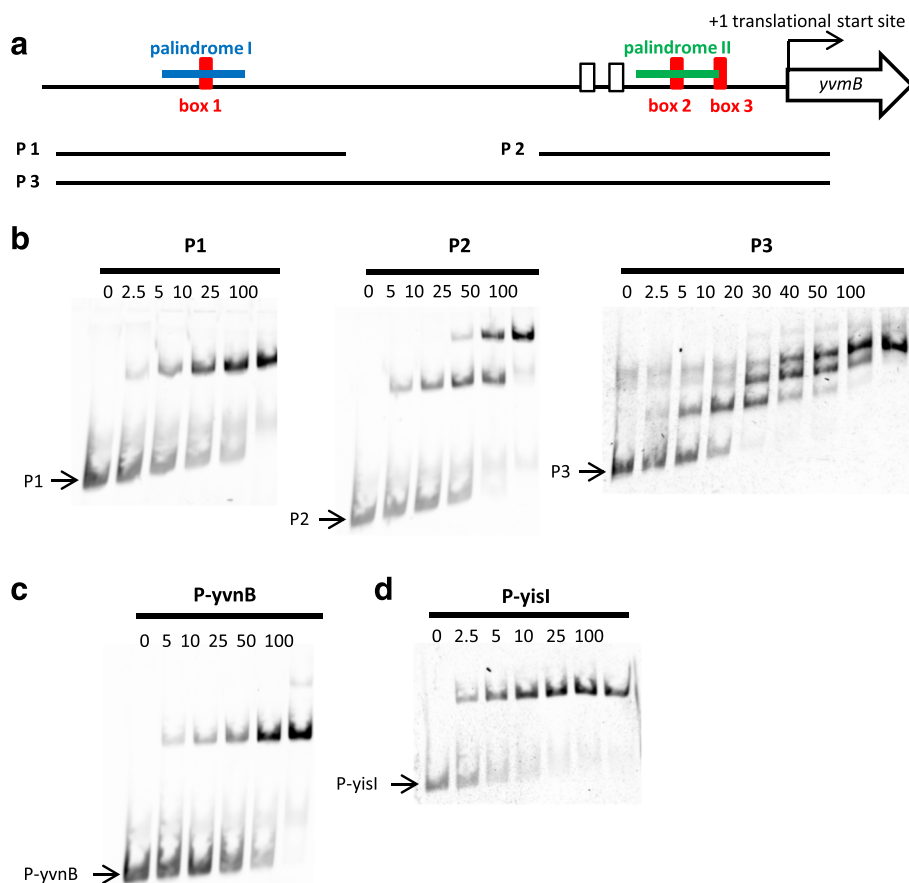 a
+1 translational start site
palindrome I
palindrome II
yvmB
box 1
box 2
box 3
P 1
P 2
P 3
b
P1
P2
P3
0 2.5 5 10 25 100
0 5 10 25 50 100
0 2.5 5 10 20 30 40 50 100
P1
P2
P3
c
d
P-yvnB
P-yisI
0 5 10 25 50 100
0 2.5 5 10 25 100
P-yisI
P-yvnB